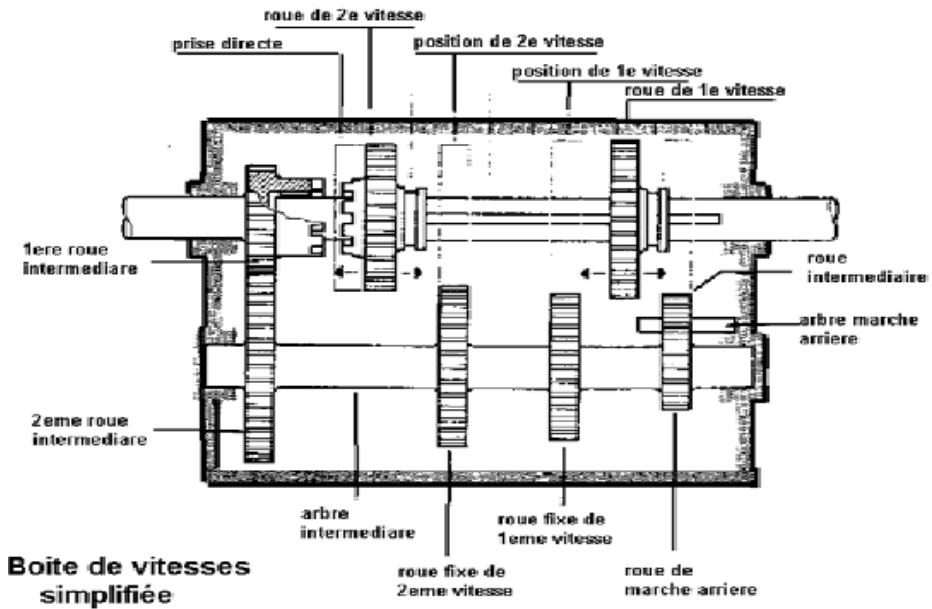 roue de 2e vitesse
prise directe
position de 2e vitesse
position de 1e vitesse
roue de 1e vitesse
1ere roue
intermediare
roue
intermediaire
arbre marche
arriere
2eme roue
intermediare
arbre
intermediare
roue fixe de
1eme vitesse
roue fixe de
2eme vitesse
roue de
marche arriere
Boite de vitesses
simplifiée